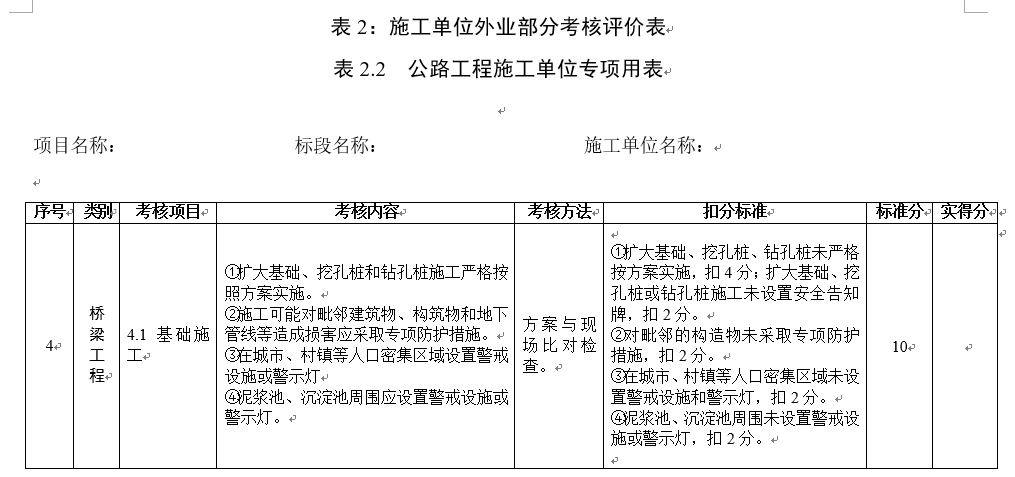 表 2：施工单位外业部分考核评价表
表 2.2 公路工程施工单位专项用表
项目名称： 标段名称： 施工单位名称：
序号 类别 考核项目 考核内容 考核方法 扣分标准 标准分 实得分
4
桥
梁
工
程
4.1 基础施
工
①扩大基础、挖孔桩和钻孔桩施工严格按
照方案实施。
②施工可能对毗邻建筑物、构筑物和地下
管线等造成损害应采取专项防护措施。
③在城市、村镇等人口密集区域设置警戒
设施或警示灯
④泥浆池、沉淀池周围应设置警戒设施或
警示灯。
方案与现
场比对检
查。
①扩大基础、挖孔桩、钻孔桩未严格
按方案实施，扣 4 分；扩大基础、挖
孔桩或钻孔桩施工未设置安全告知
牌，扣 2 分。
②对毗邻的构造物未采取专项防护
措施，扣 2 分。
③在城市、村镇等人口密集区域未设
置警戒设施和警示灯，扣 2 分。
④泥浆池、沉淀池周围未设置警戒设
施或警示灯，扣 2 分。
10